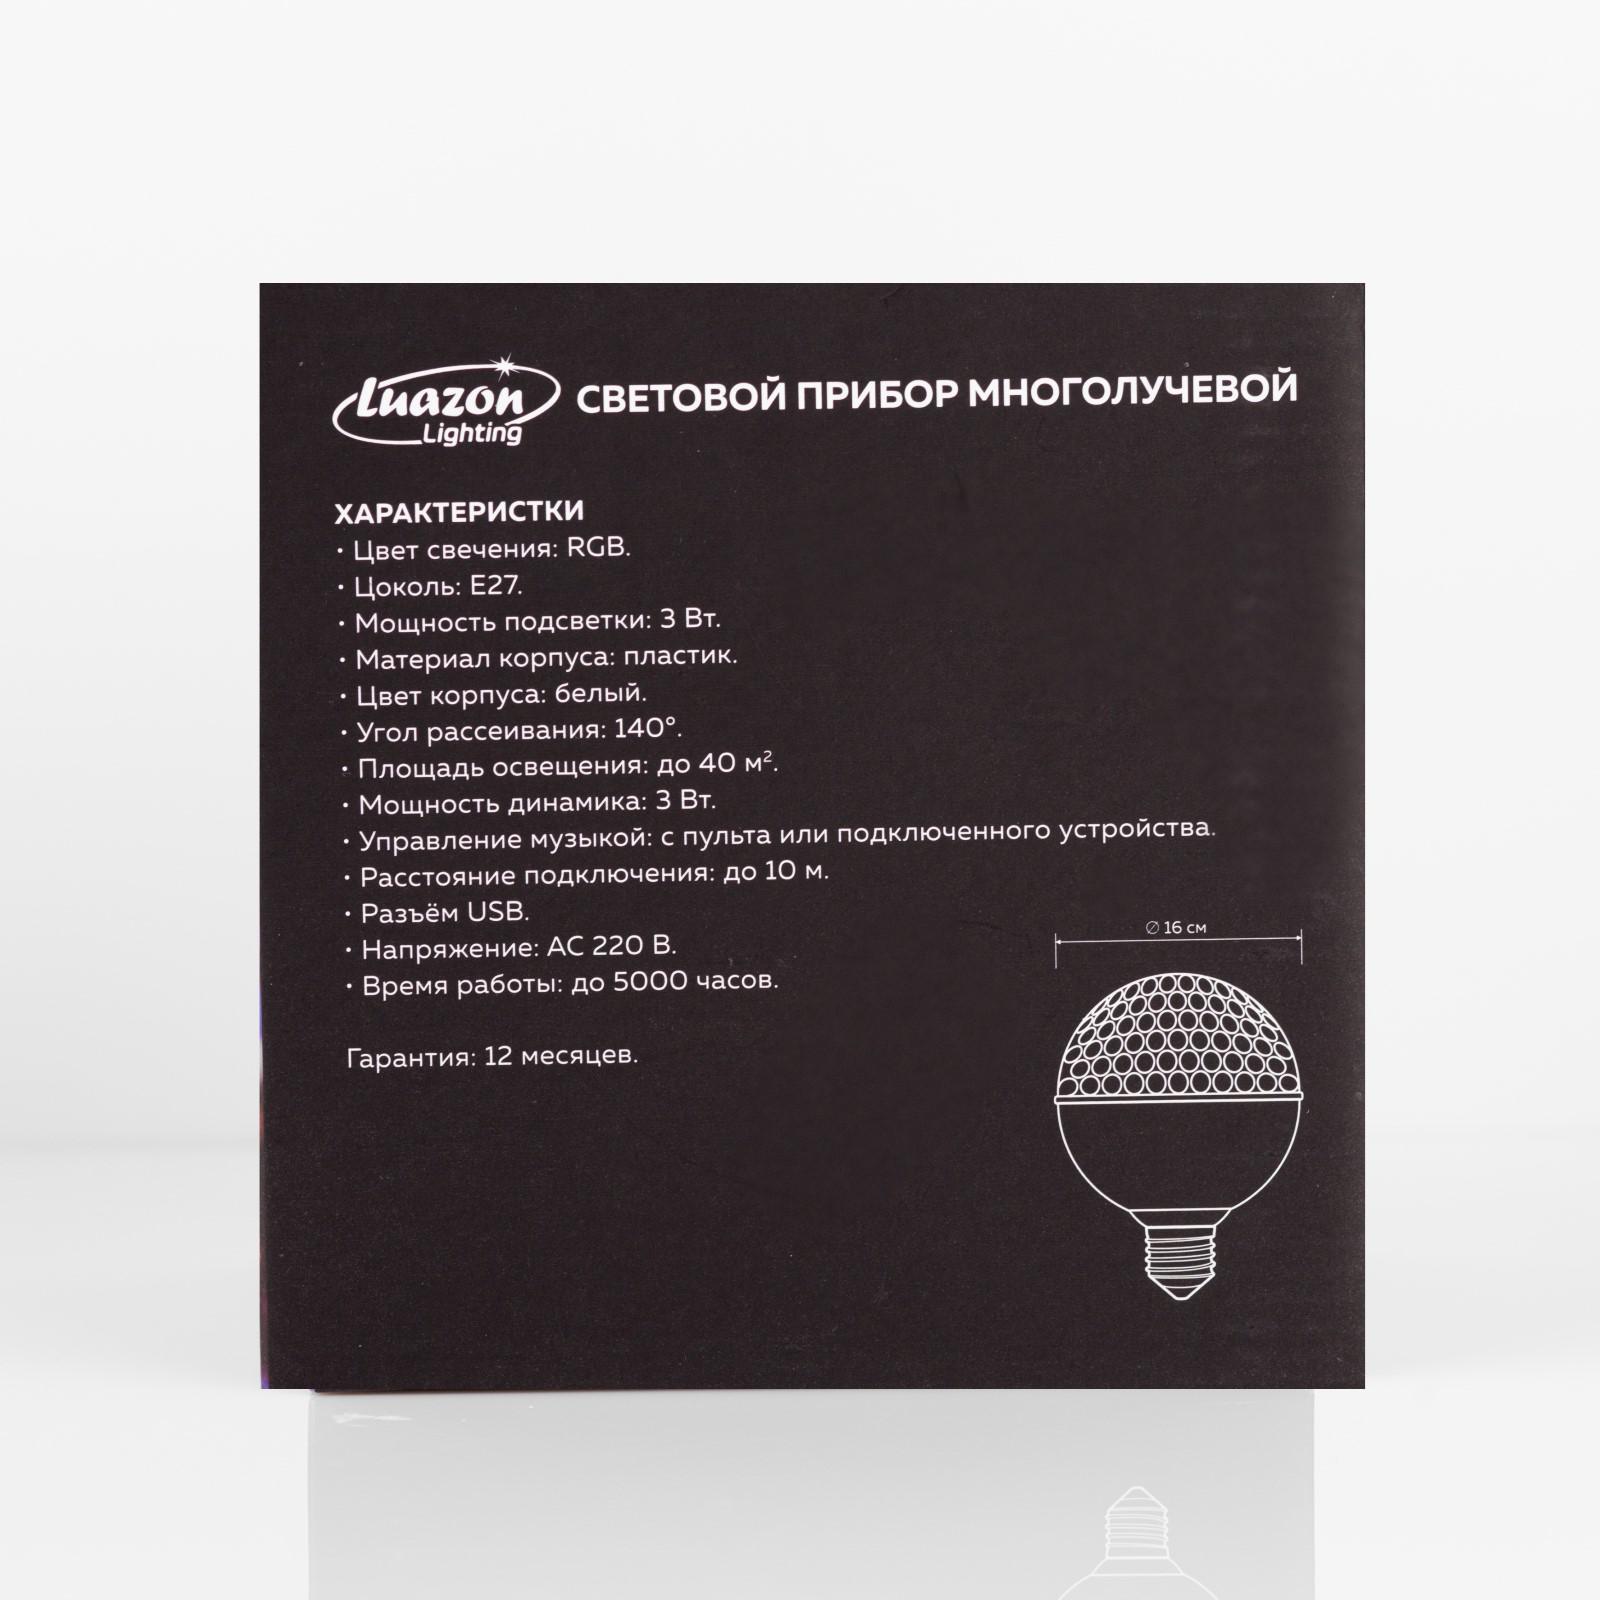 Luazon
Lighting
СВЕТОВОЙ ПРИБОР МНОГОЛУЧЕВОЙ
ХАРАКТЕРИСТКИ
• Цвет свечения: RGB.
• Цоколь: E27.
• Мощность подсветки: 3 Вт.
• Материал корпуса: пластик.
• Цвет корпуса: белый.
• Угол рассеивания: 140°.
• Площадь освещения: до 40 м².
• Мощность динамика: 3 Вт.
• Управление музыкой: с пульта или подключенного устройства.
• Расстояние подключения: до 10 м.
• Разъём USB.
• Напряжение: AC 220 В.
• Время работы: до 5000 часов.
Гарантия: 12 месяцев.
∅ 16 см